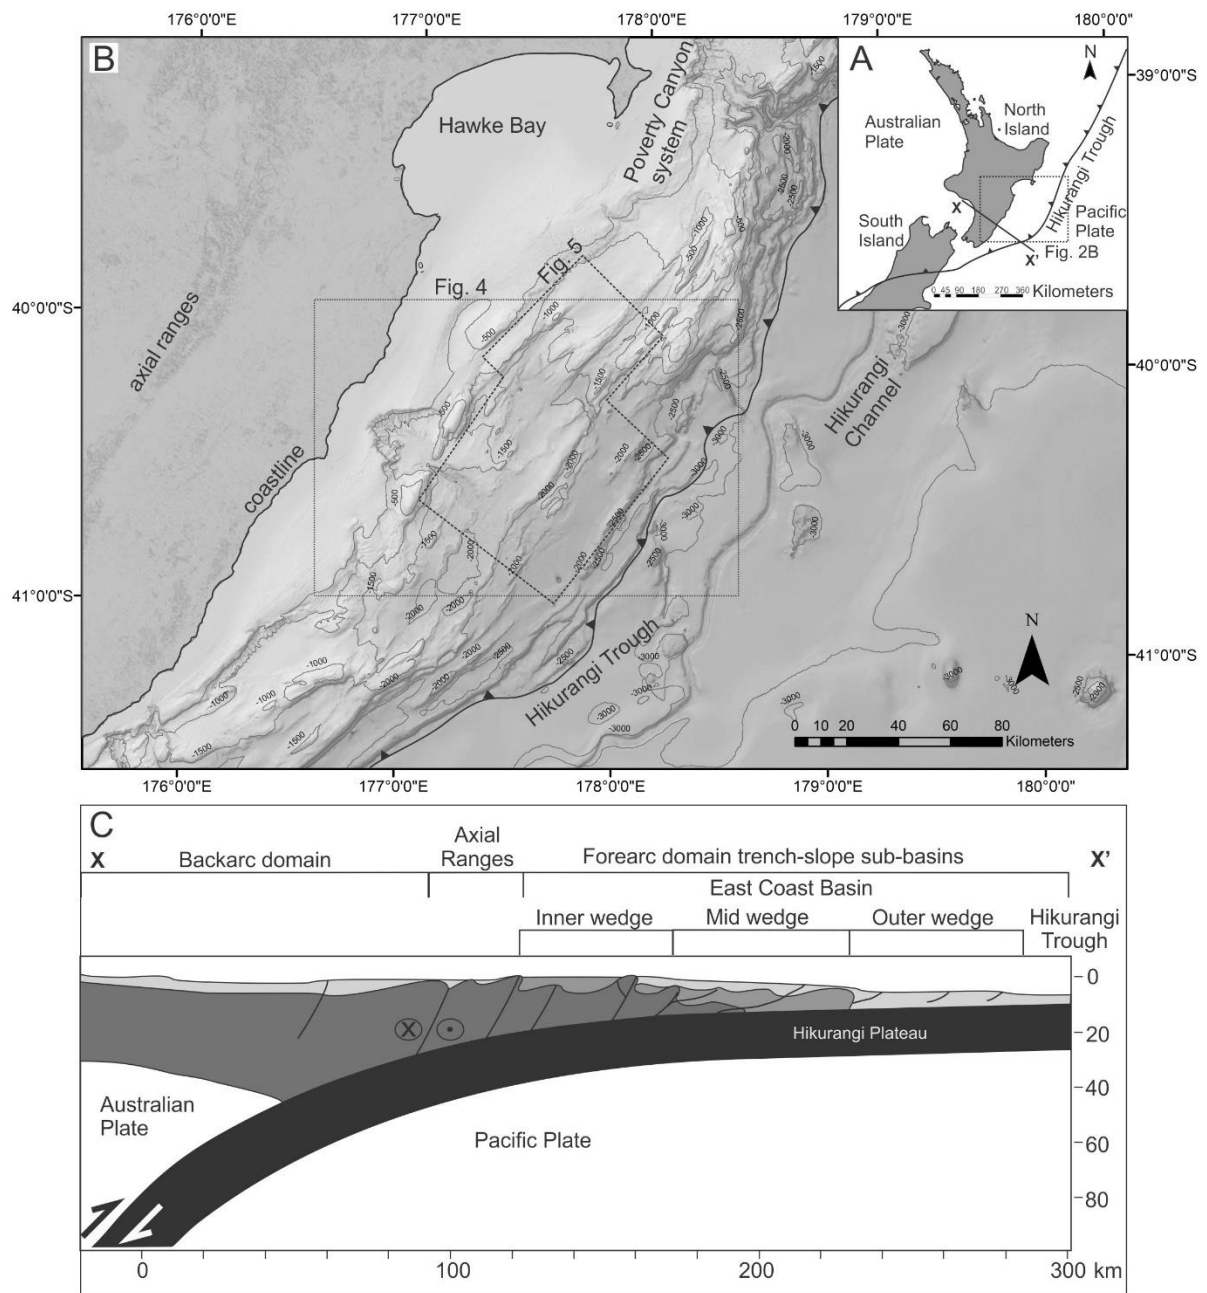 176°0'0"E 177°0'0"E 178°0'0"E 179°0'0"E 180°0'0"E
B
Hawke Bay
Poverty Canyon
system
axial ranges
coastline
Fig. 4
Fig. 5
Hikurangi
Channel
Hikurangi Trough
40°0'0"S
41°0'0"S
39°0'0"S
40°0'0"S
41°0'0"S
-500
-1000
-1500
-2000
-2500
-3000
A
N
Australian
Plate
North
Island
South
Island
Hikurangi Trough
Pacific
Plate
X
X'
Fig. 2B
0 45 90 180 270 360 Kilometers
N
0 10 20 40 60 80
Kilometers
176°0'0"E 177°0'0"E 178°0'0"E 179°0'0"E 180°0'0"E
C
X X'
Backarc domain
Axial
Ranges
Forearc domain trench-slope sub-basins
East Coast Basin
Inner wedge Mid wedge Outer wedge
Hikurangi
Trough
X
Hikurangi Plateau
Australian
Plate
Pacific Plate
0
20
40
60
80
0 100 200 300 km